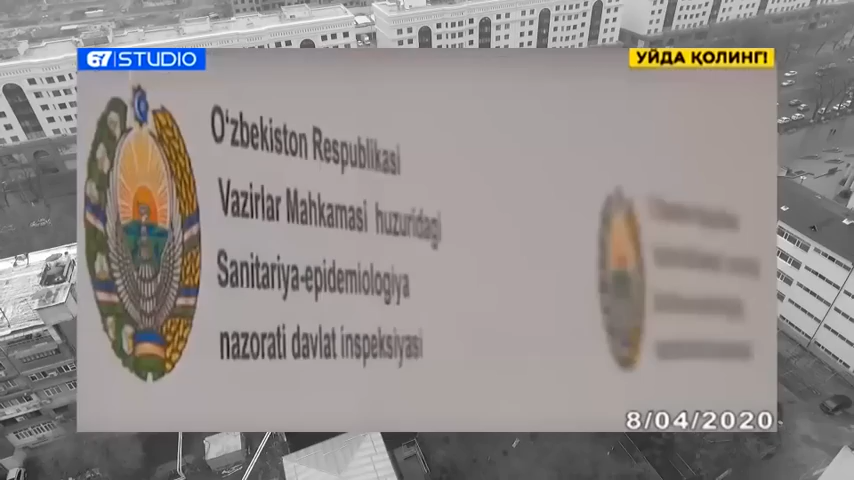 67 STUDIO
УЙДА ҚОЛИНГ!
O'zbekiston Respublikasi
Vazirlar Mahkamasi huzuridagi
Sanitariya-epidemiologiya
nazorati davlat inspeksiyasi
8/04/2020